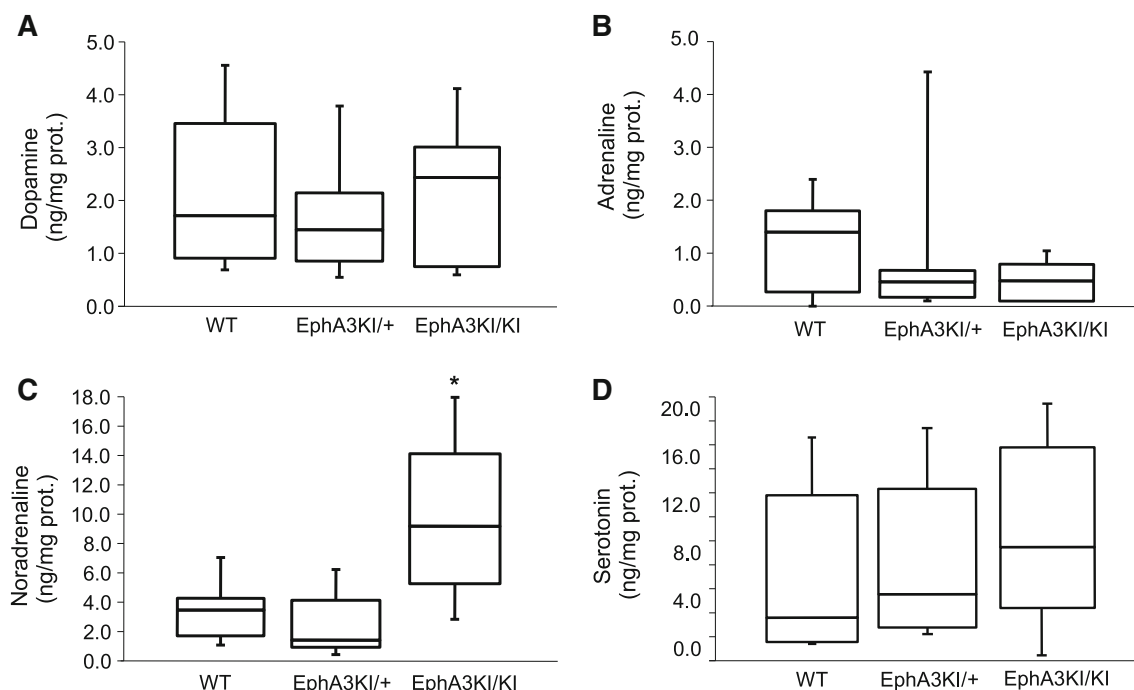 A
5.0
4.0
3.0
2.0
1.0
0.0
Dopamine
(ng/mg prot.)
WT
EphA3KI/+
EphA3KI/KI
B
5.0
4.0
3.0
2.0
1.0
0.0
Adrenaline
(ng/mg prot.)
WT
EphA3KI/+
EphA3KI/KI
C
18.0
16.0
14.0
12.0
10.0
8.0
6.0
4.0
2.0
0.0
Noradrenaline
(ng/mg prot.)
*
WT
EphA3KI/+
EphA3KI/KI
D
20.0
16.0
12.0
8.0
4.0
0.0
Serotonin
(ng/mg prot.)
WT
EphA3KI/+
EphA3KI/KI